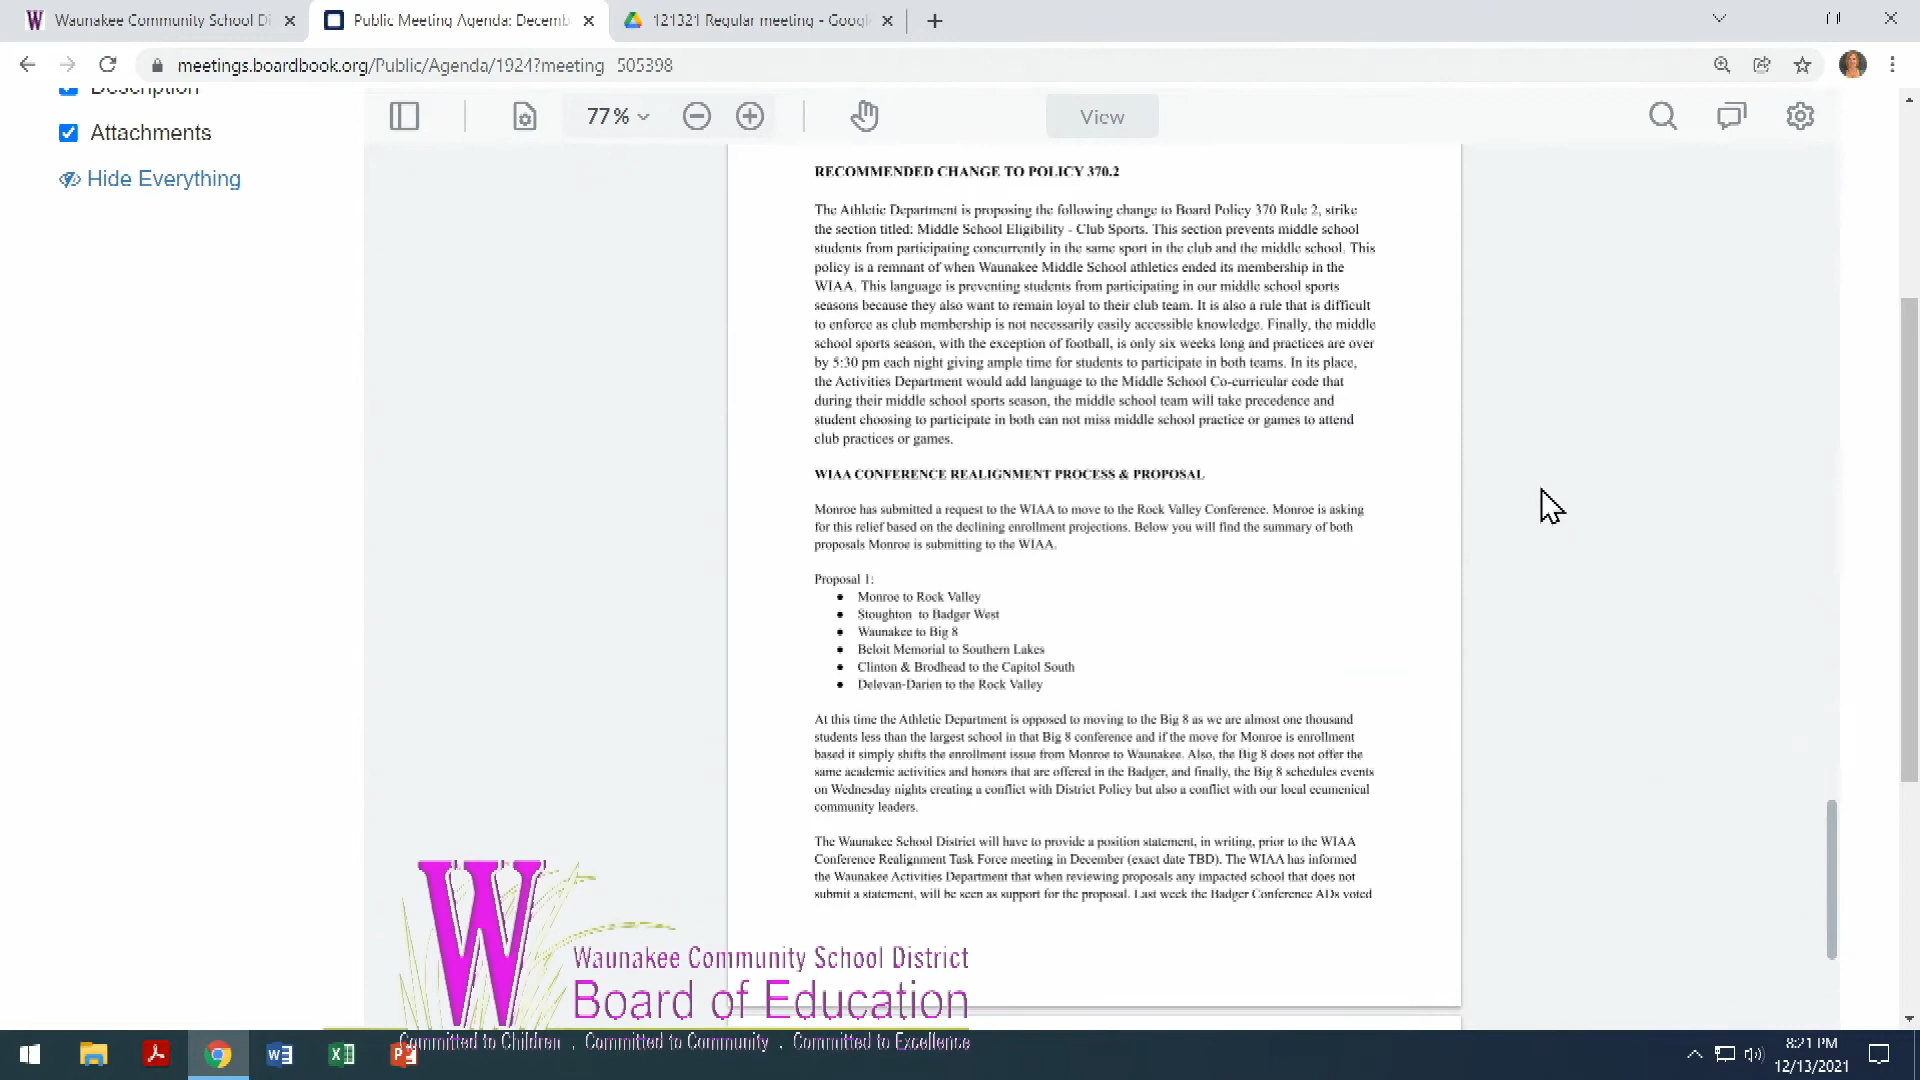 Waunakee Community School Di
Public Meeting Agenda: Decemb
121321 Regular meeting - Googl
meetings.boardbook.org/Public/Agenda/1924?meeting 505398
Description
Attachments
Hide Everything
77%
View
RECOMMENDED CHANGE TO POLICY 370.2
The Athletic Department is proposing the following change to Board Policy 370 Rule 2, strike
the section titled: Middle School Eligibility - Club Sports. This section prevents middle school
students from participating concurrently in the same sport in the club and the middle school. This
policy is a remnant of when Waunakee Middle School athletics ended its membership in the
WIAA. This language is preventing students from participating in our middle school sports
seasons because they also want to remain loyal to their club team. It is also a rule that is difficult
to enforce as club membership is not necessarily easily accessible knowledge. Finally, the middle
school sports season, with the exception of football, is only six weeks long and practices are over
by 5:30 pm each night giving ample time for students to participate in both teams. In its place,
the Activities Department would add language to the Middle School Co-curricular code that
during their middle school sports season, the middle school team will take precedence and
student choosing to participate in both can not miss middle school practice or games to attend
club practices or games.
WIAA CONFERENCE REALIGNMENT PROCESS & PROPOSAL
Monroe has submitted a request to the WIAA to move to the Rock Valley Conference. Monroe is asking
for this relief based on the declining enrollment projections. Below you will find the summary of both
proposals Monroe is submitting to the WIAA.
Proposal 1:
● Monroe to Rock Valley
● Stoughton to Badger West
● Waunakee to Big 8
● Beloit Memorial to Southern Lakes
● Clinton & Brodhead to the Capitol South
● Delevan-Darien to the Rock Valley
At this time the Athletic Department is opposed to moving to the Big 8 as we are almost one thousand
students less than the largest school in that Big 8 conference and if the move for Monroe is enrollment
based it simply shifts the enrollment issue from Monroe to Waunakee. Also, the Big 8 does not offer the
same academic activities and honors that are offered in the Badger, and finally, the Big 8 schedules events
on Wednesday nights creating a conflict with District Policy but also a conflict with our local ecumenical
community leaders.
The Waunakee School District will have to provide a position statement, in writing, prior to the WIAA
Conference Realignment Task Force meeting in December (exact date TBD). The WIAA has informed
the Waunakee Activities Department that when reviewing proposals any impacted school that does not
submit a statement, will be seen as support for the proposal. Last week the Badger Conference ADs voted
W
Waunakee Community School District
Board of Education
Committed to Children . Committed to Community . Committed to Excellence
8:21 PM
12/13/2021